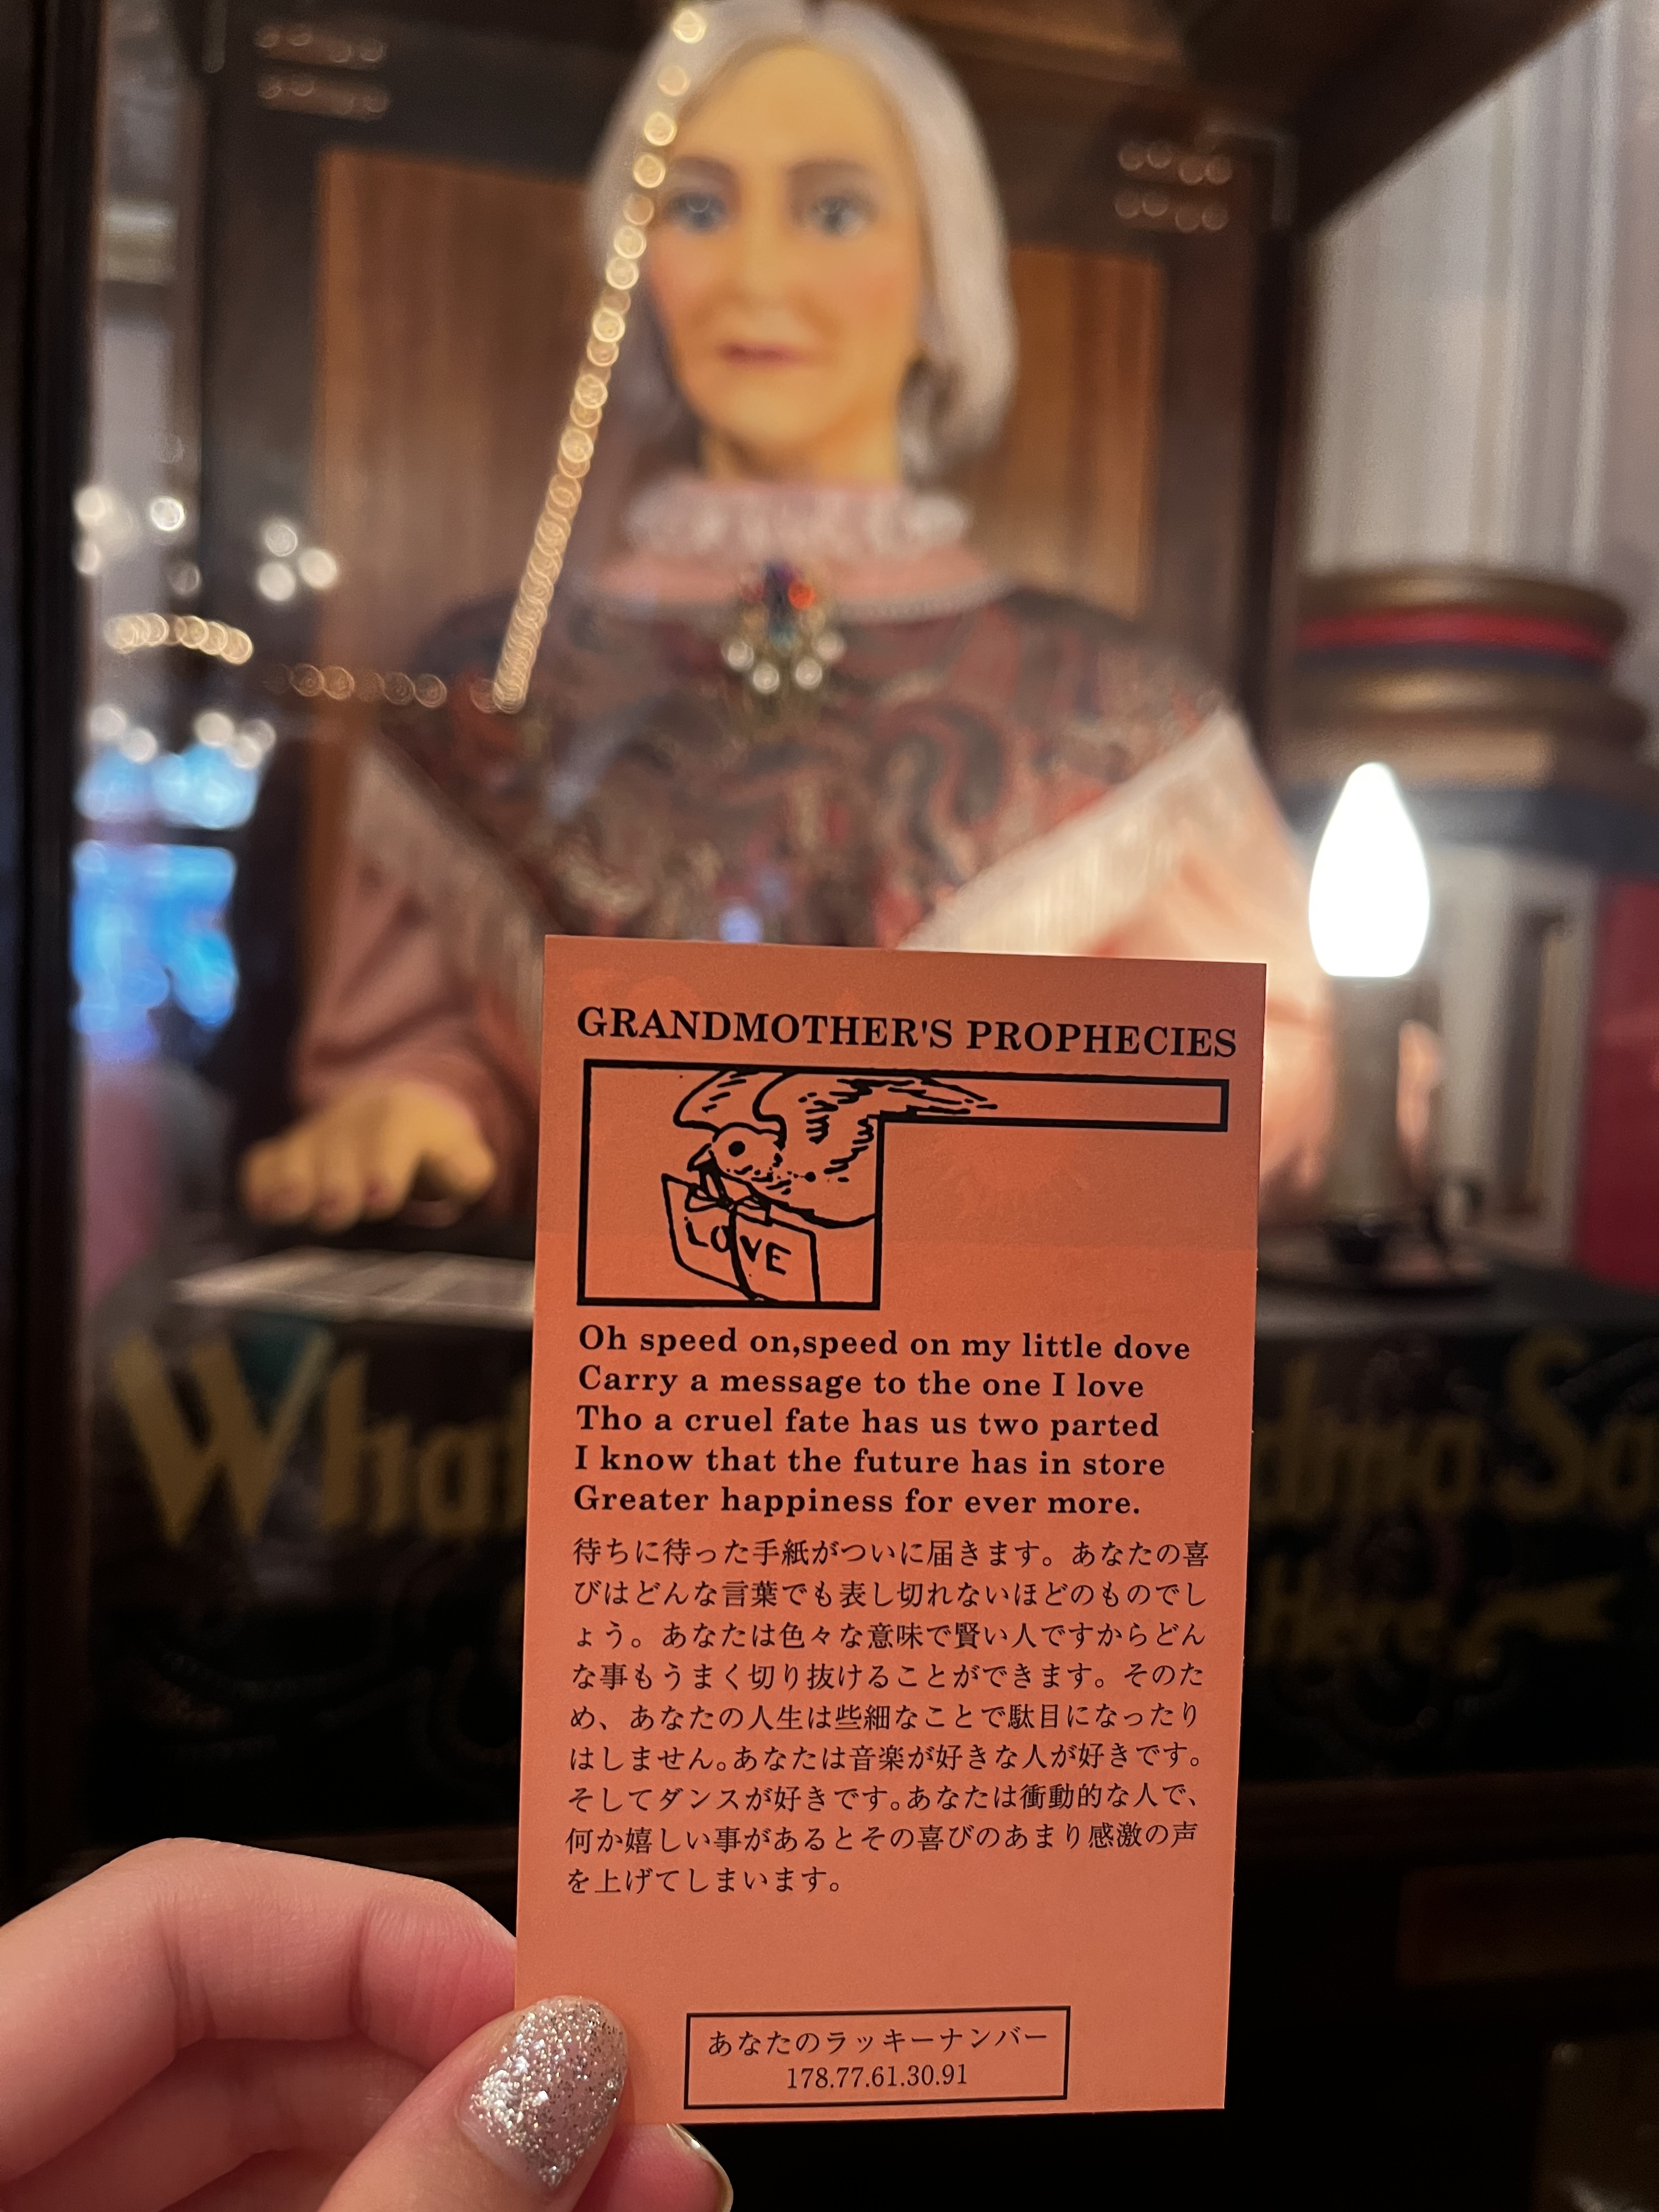 GRANDMOTHER'S PROPHECIES
LOVE
Oh speed on,speed on my little dove
Carry a message to the one I love
Tho a cruel fate has us two parted
I know that the future has in store
Greater happiness for ever more.
待ちに待った手紙がついに届きます。あなたの喜
びはどんな言葉でも表し切れないほどのものでし
ょう。あなたは色々な意味で賢い人ですからどん
な事もうまく切り抜けることができます。そのた
め、あなたの人生は些細なことで駄目になったり
はしません。あなたは音楽が好きな人が好きです。
そしてダンスが好きです。あなたは衝動的な人で、
何か嬉しい事があるとその喜びのあまり感激の声
を上げてしまいます。
あなたのラッキーナンバー
178.77.61.30.91